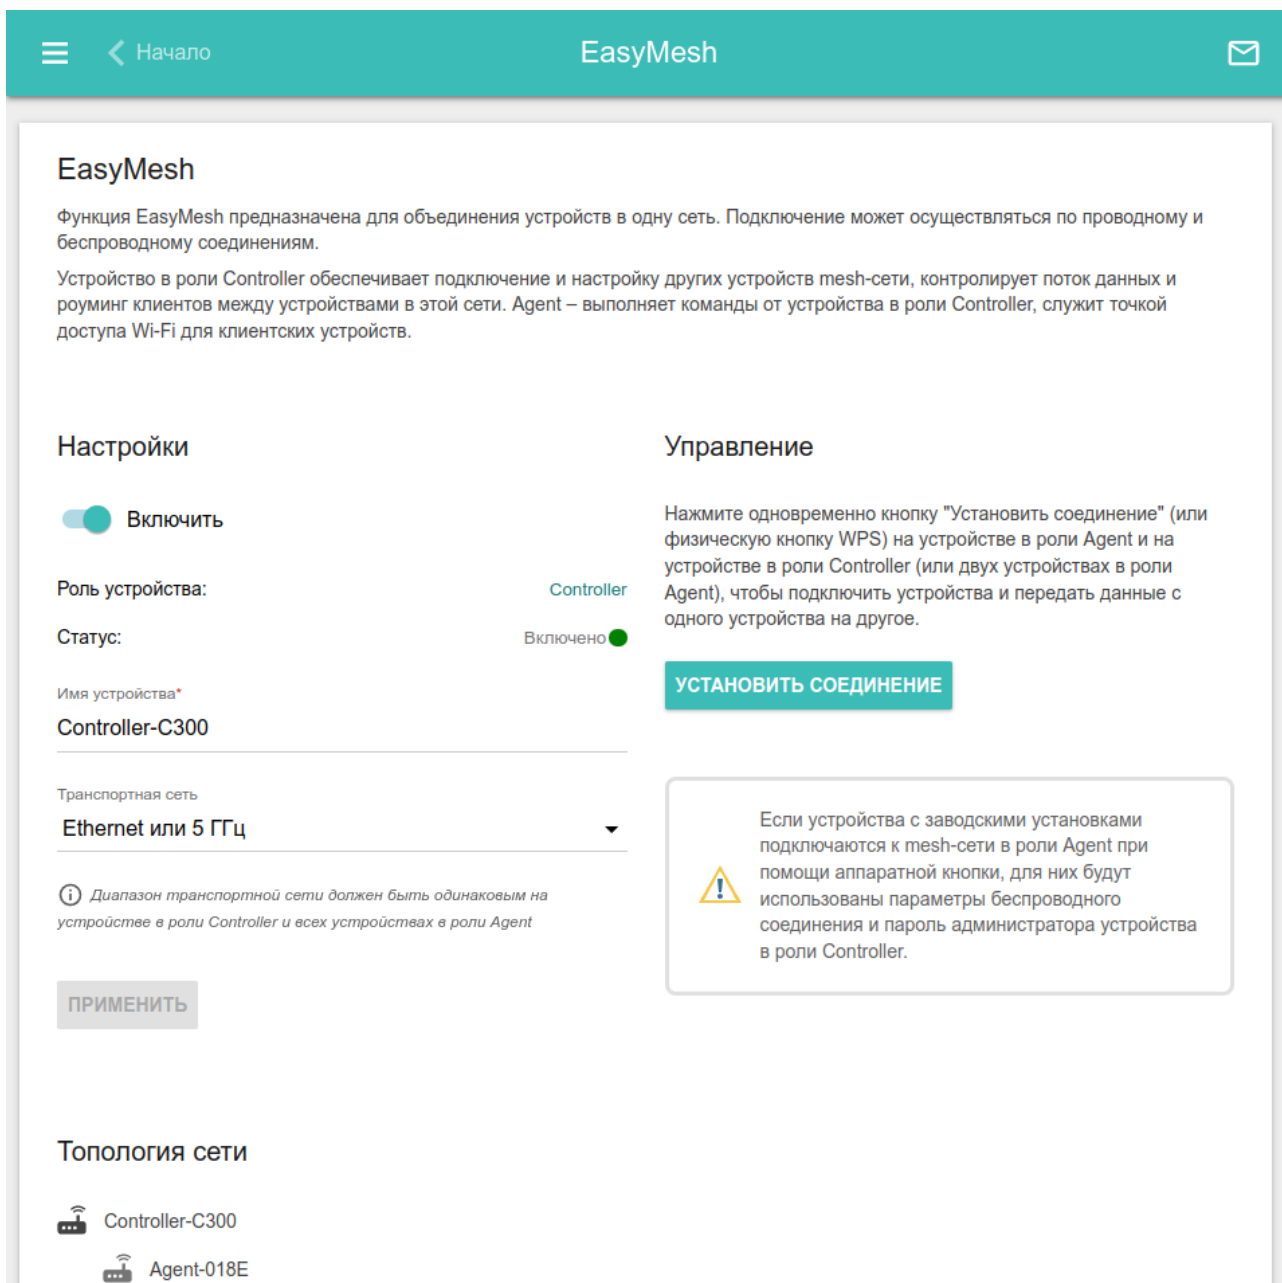 Начало
EasyMesh
EasyMesh
Функция EasyMesh предназначена для объединения устройств в одну сеть. Подключение может осуществляться по проводному и
беспроводному соединениям.
Устройство в роли Controller обеспечивает подключение и настройку других устройств mesh-сети, контролирует поток данных и
роуминг клиентов между устройствами в этой сети. Agent – выполняет команды от устройства в роли Controller, служит точкой
доступа Wi-Fi для клиентских устройств.
Настройки
Включить
Роль устройства: Controller
Статус: Включено
Имя устройства*
Controller-C300
Транспортная сеть
Ethernet или 5 ГГц
Диапазон транспортной сети должен быть одинаковым на
устройстве в роли Controller и всех устройствах в роли Agent
ПРИМЕНИТЬ
Управление
Нажмите одновременно кнопку "Установить соединение" (или
физическую кнопку WPS) на устройстве в роли Agent и на
устройстве в роли Controller (или двух устройствах в роли
Agent), чтобы подключить устройства и передать данные с
одного устройства на другое.
УСТАНОВИТЬ СОЕДИНЕНИЕ
Если устройства с заводскими установками
подключаются к mesh-сети в роли Agent при
помощи аппаратной кнопки, для них будут
использованы параметры беспроводного
соединения и пароль администратора устройства
в роли Controller.
Топология сети
Controller-C300
Agent-018E